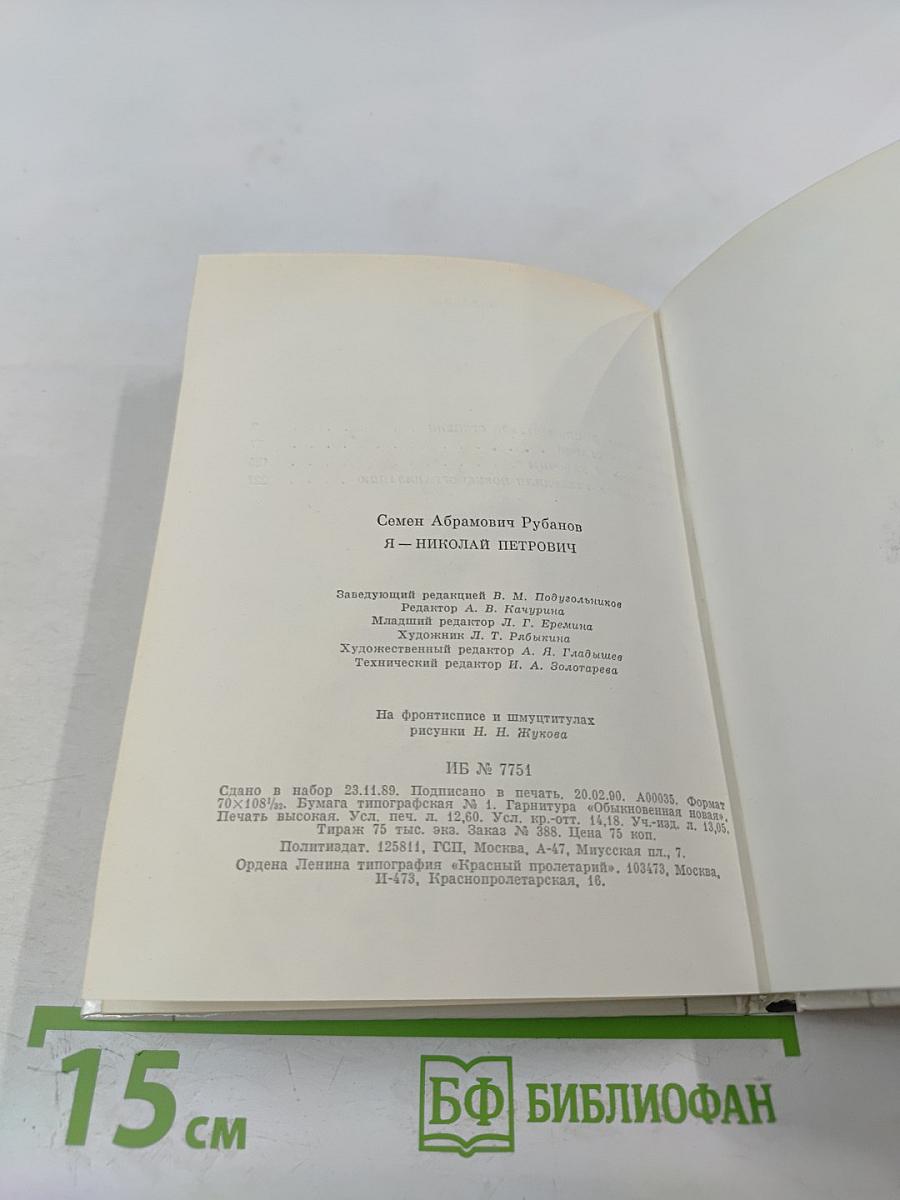 Семен Абрамович Рубанов
Я — НИКОЛАЙ ПЕТРОВИЧ
Заведующий редакцией В. М. Подугольников
Редактор А. В. Качурина
Младший редактор Л. Г. Еремина
Художник Л. Т. Рябыкина
Художественный редактор А. Я. Гладышев
Технический редактор И. А. Золотарева
На фронтисписе и шмуцтитулах
рисунки Н. Н. Жукова
ИБ № 7751
Сдано в набор 23.11.89. Подписано в печать. 20.02.90. А00035. Формат
70×108¹/₃₂. Бумага типографская № 1. Гарнитура «Обыкновенная новая».
Печать высокая. Усл. печ. л. 12,60. Усл. кр.-отт. 14,18. Уч.-изд. л. 13,05.
Тираж 75 тыс. экз. Заказ № 388. Цена 75 коп.
Политиздат. 125811, ГСП, Москва, А-47, Миусская пл., 7.
Ордена Ленина типография «Красный пролетарий». 103473, Москва,
И-473, Краснопролетарская, 16.
15 см
БФ БИБЛИОФАН